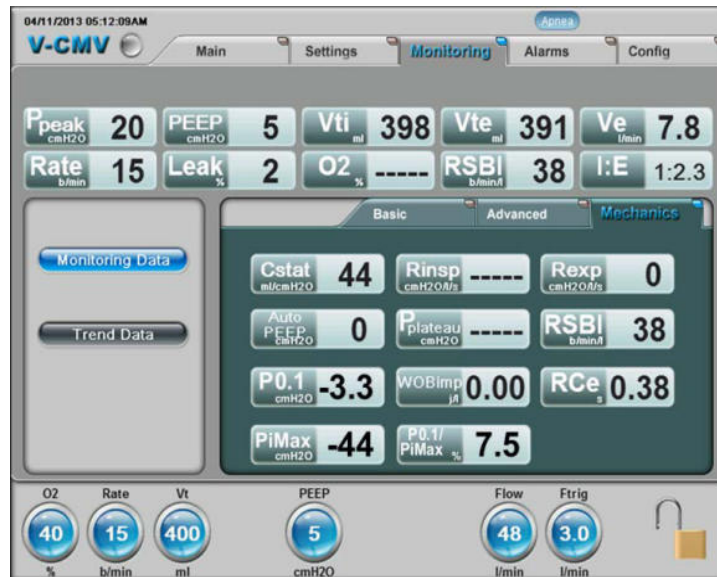 04/11/2013 05:12:09AM
Apnea
V-CMV Main Settings Monitoring Alarms Config
Ppeak cmH2O 20 PEEP cmH2O 5 Vti ml 398 Vte ml 391 Ve l/min 7.8
Rate b/min 15 Leak % 2 O2 % ----- RSBI b/min/l 38 I:E 1:2.3
Basic Advanced Mechanics
Monitoring Data
Trend Data
Cstat ml/cmH2O 44 Rinsp cmH2O/l/s ----- Rexp cmH2O/l/s 0
Auto PEEP cmH2O 0 Pplateau cmH2O ----- RSBI b/min/l 38
P0.1 cmH2O -3.3 WOBimp j/l 0.00 RCe s 0.38
PiMax cmH2O -44 P0.1/ PiMax % 7.5
O2 Rate Vt PEEP Flow Ftrig
40 15 400 5 48 3.0
% b/min ml cmH2O l/min l/min